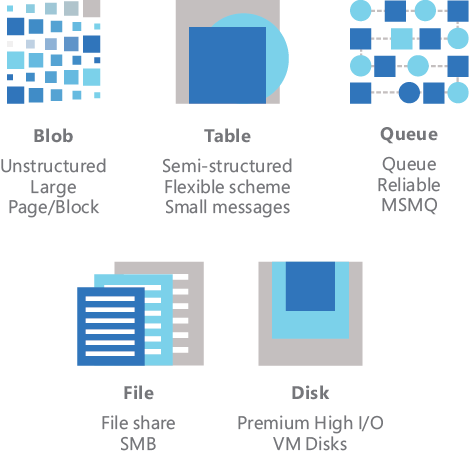 Blob
Unstructured
Large
Page/Block
Table
Semi-structured
Flexible scheme
Small messages
Queue
Queue
Reliable
MSMQ
File
File share
SMB
Disk
Premium High I/O
VM Disks